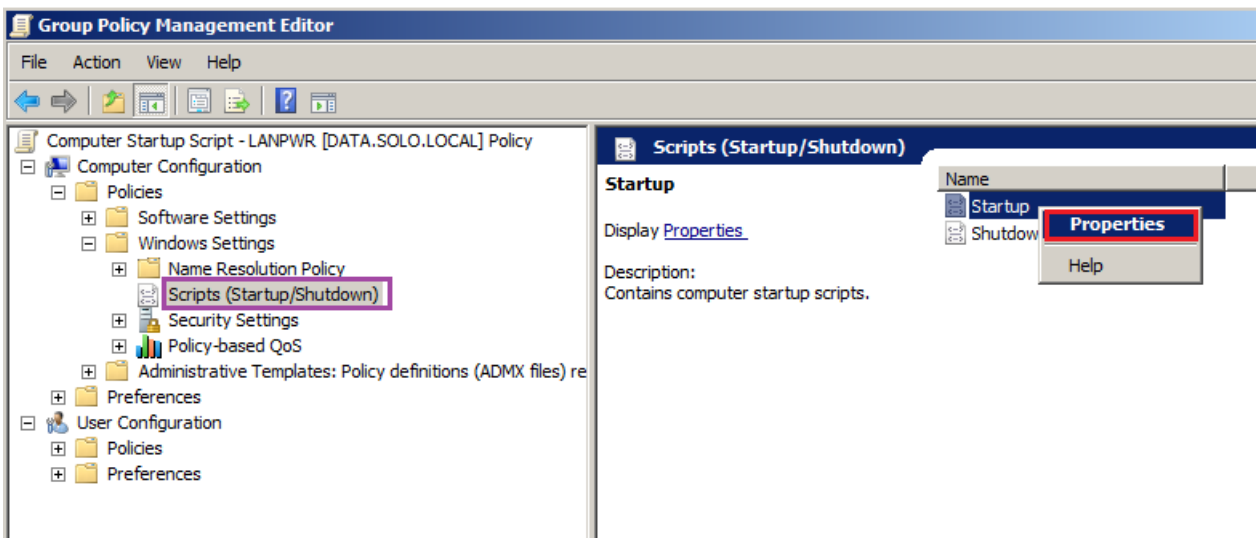 Group Policy Management Editor
File Action View Help
Computer Startup Script - LANPWR [DATA.SOLO.LOCAL] Policy
Computer Configuration
Policies
Software Settings
Windows Settings
Name Resolution Policy
Scripts (Startup/Shutdown)
Security Settings
Policy-based QoS
Administrative Templates: Policy definitions (ADMX files) re
Preferences
User Configuration
Policies
Preferences
Scripts (Startup/Shutdown)
Startup
Display Properties
Description:
Contains computer startup scripts.
Name
Startup
Shutdow
Properties
Help